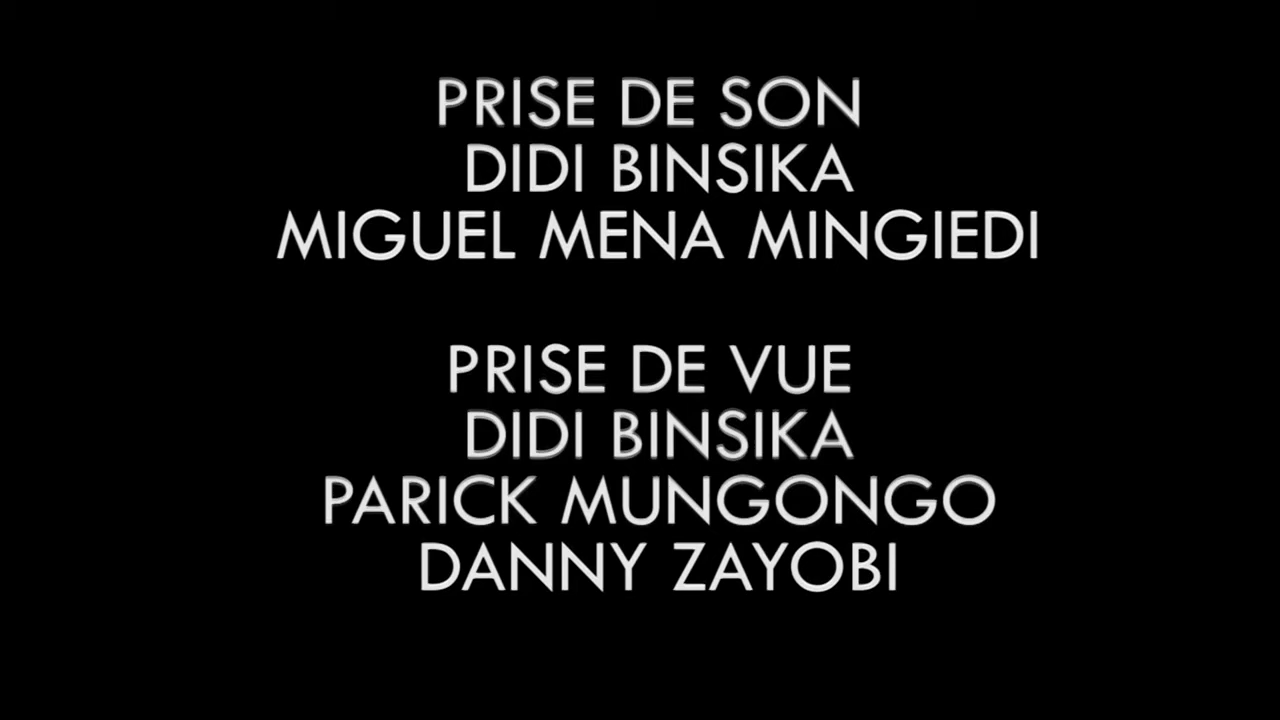 PRISE DE SON
DIDI BINSIKA
MIGUEL MENA MINGIEDI
PRISE DE VUE
DIDI BINSIKA
PARICK MUNGONGO
DANNY ZAYOBI